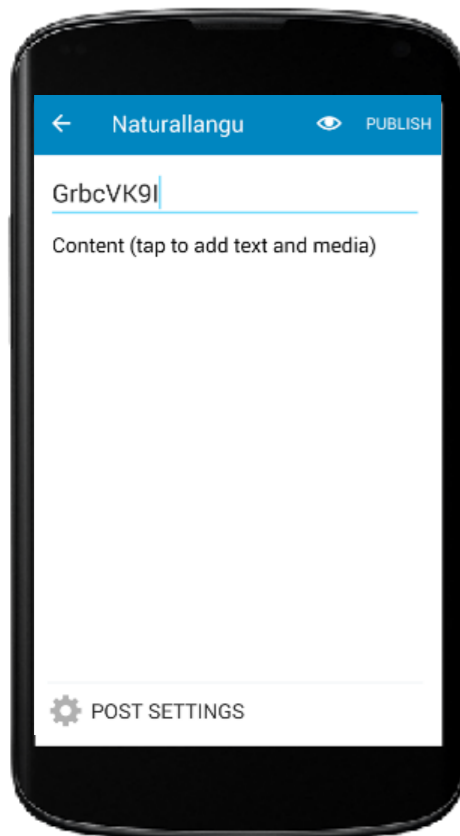 Naturallangu PUBLISH
GrbcVK9I
Content (tap to add text and media)
POST SETTINGS